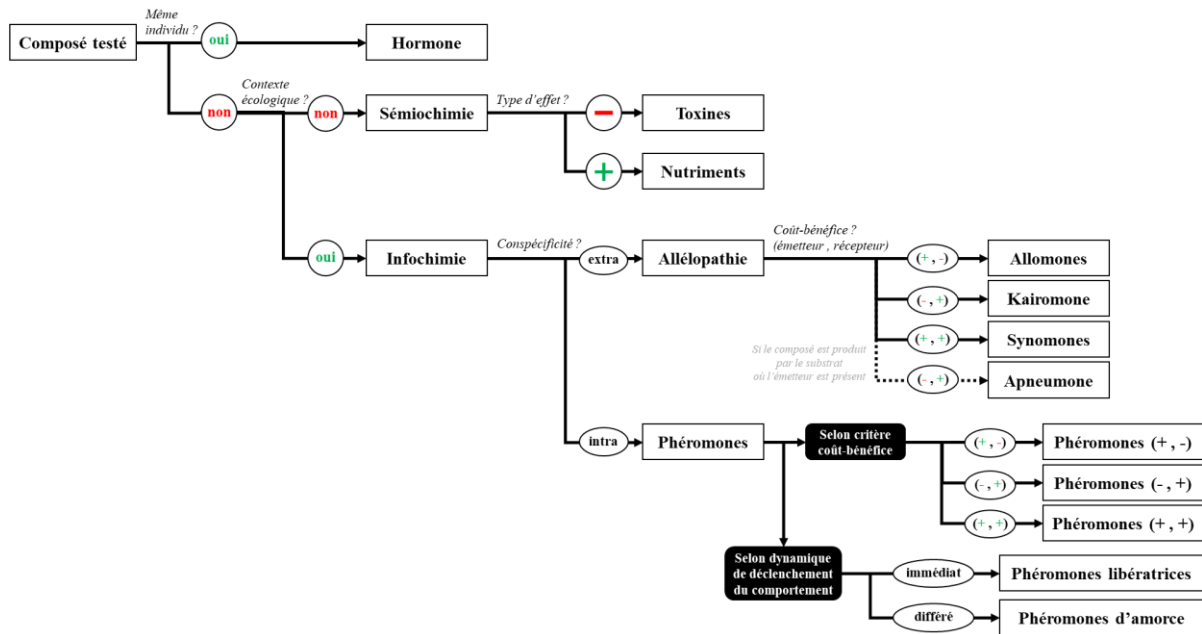 Même
individu ?
Composé testé
oui
Hormone
Contexte
écologique ?
non
non
Sémiochimie
Type d'effet ?
−
Toxines
+
Nutriments
oui
Infochimie
Conspécificité ?
extra
Allélopathie
Coût-bénéfice ?
(émetteur , récepteur)
(+ , -)
Allomones
(- , +)
Kairomone
(+ , +)
Synomones
Si le composé est produit
par le substrat
où l'émetteur est présent
(- , +)
Apneumone
intra
Phéromones
Selon critère
coût-bénéfice
(+ , -)
Phéromones (+ , -)
(- , +)
Phéromones (- , +)
(+ , +)
Phéromones (+ , +)
Selon dynamique
de déclenchement
du comportement
immédiat
Phéromones libératrices
différé
Phéromones d'amorce